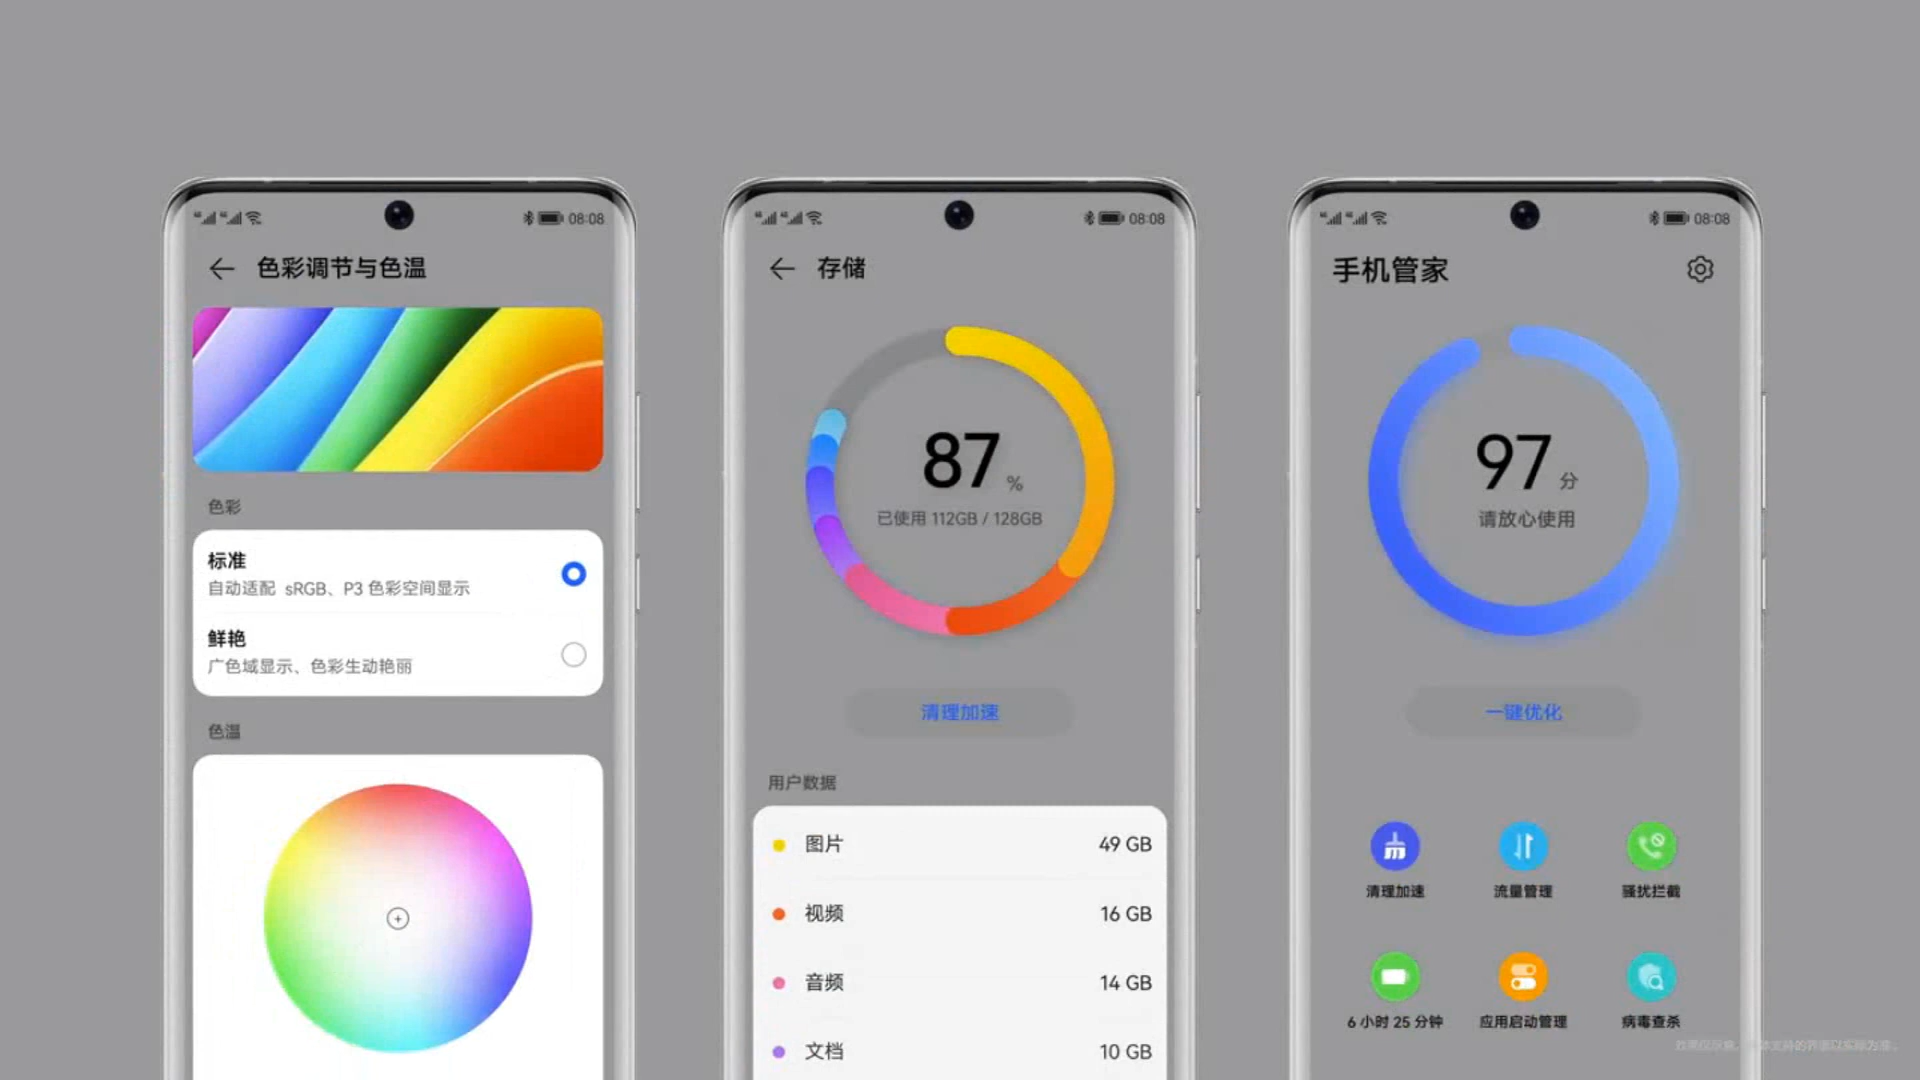 08:08
色彩调节与色温
色彩
标准
自动适配 sRGB、P3 色彩空间显示
鲜艳
广色域显示、色彩生动艳丽
色温
08:08
存储
87 %
已使用 112GB / 128GB
清理加速
用户数据
图片 49 GB
视频 16 GB
音频 14 GB
文档 10 GB
08:08
手机管家
97 分
请放心使用
一键优化
清理加速 流量管理 骚扰拦截
6 小时 25 分钟 应用启动管理 病毒查杀